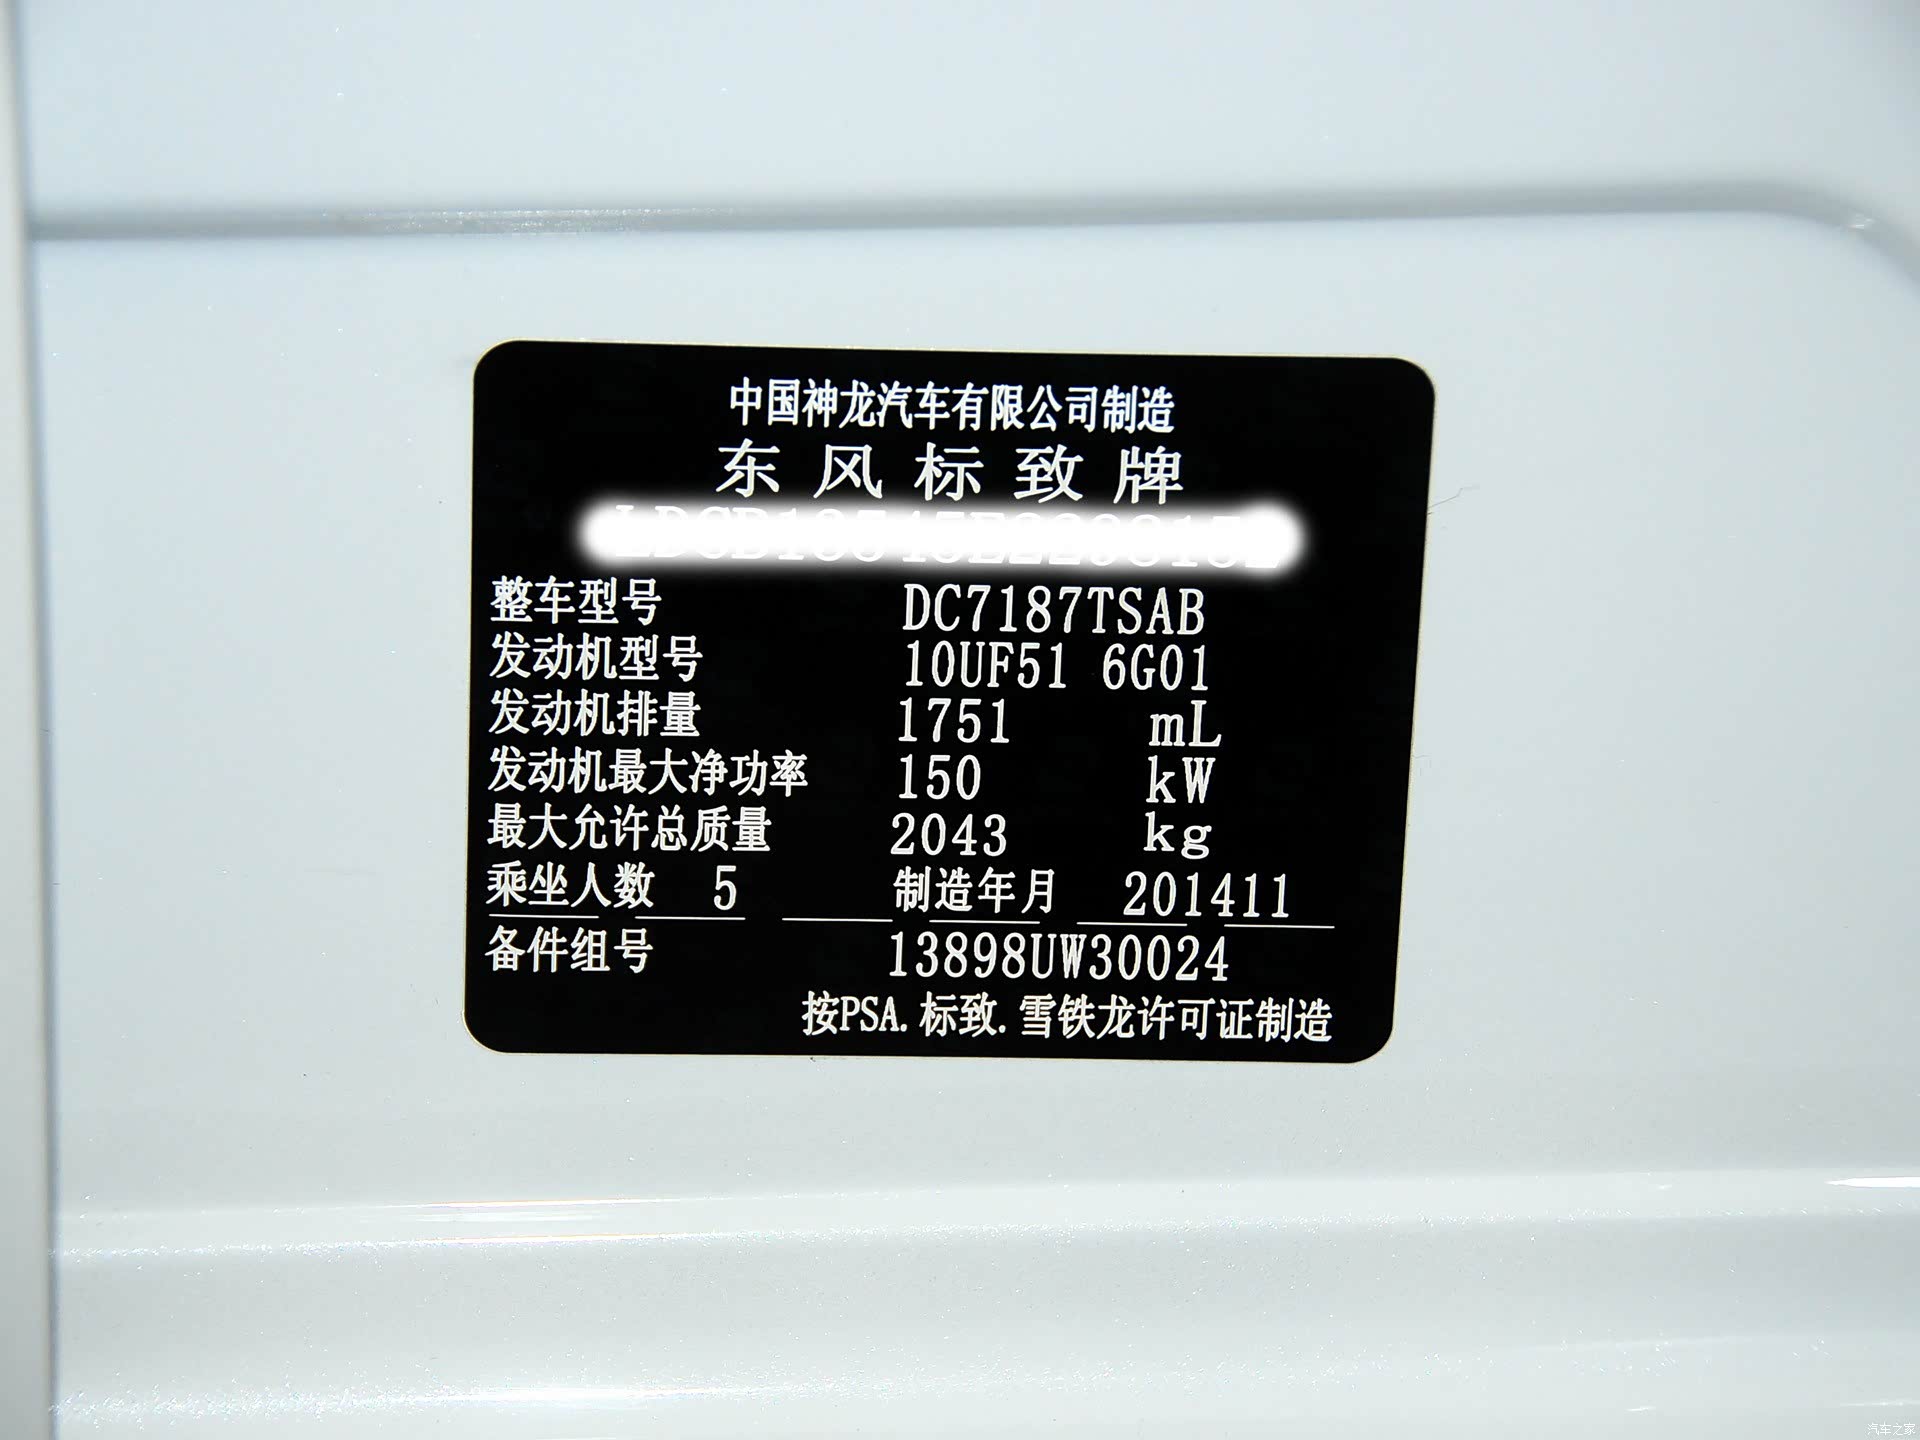 中国神龙汽车有限公司制造
东风标致牌
整车型号 DC7187TSAB
发动机型号 10UF51 6G01
发动机排量 1751 mL
发动机最大净功率 150 kW
最大允许总质量 2043 kg
乘坐人数 5 制造年月 201411
备件组号 13898UW30024
按PSA.标致.雪铁龙许可证制造
汽车之家